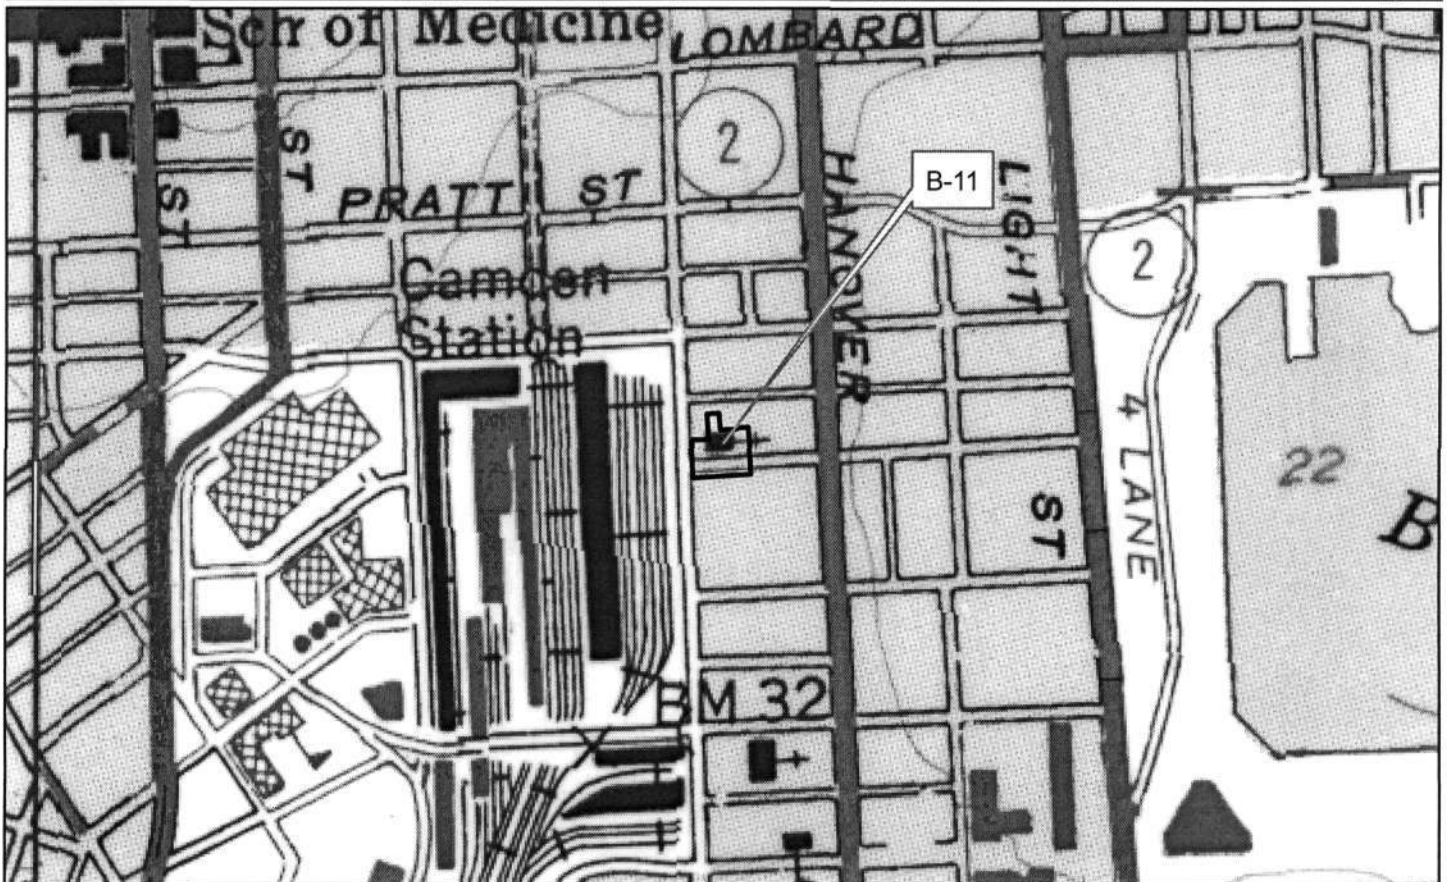 Sch of Medicine
LOMBARD
2
ST
ST
PRATT ST
HANOVER
B-11
LIGHT
ST
2
Camden
Station
4 LANE
22
B
BM 32